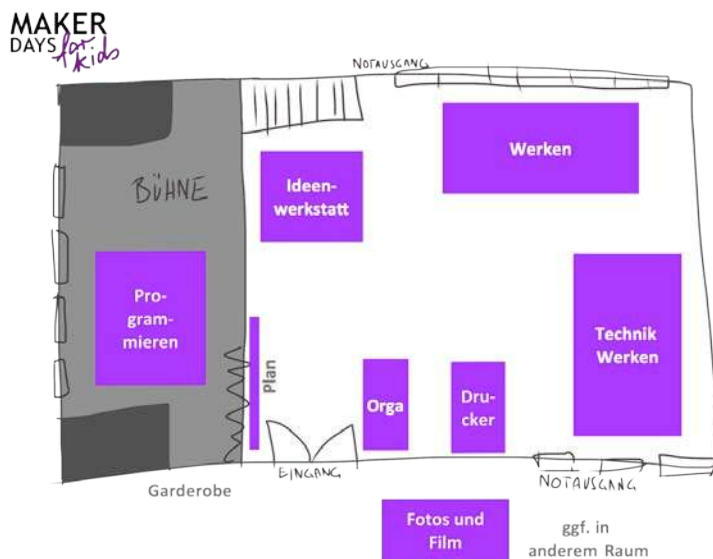 MAKER
DAYS for
kids
NOTAUSGANG
Werken
Ideen-
werkstatt
BÜHNE
Pro-
gram-
mieren
Technik
Werken
Plan
Orga
Dru-
cker
EINGANG
NOTAUSGANG
Garderobe
Fotos und
Film
ggf. in
anderem Raum